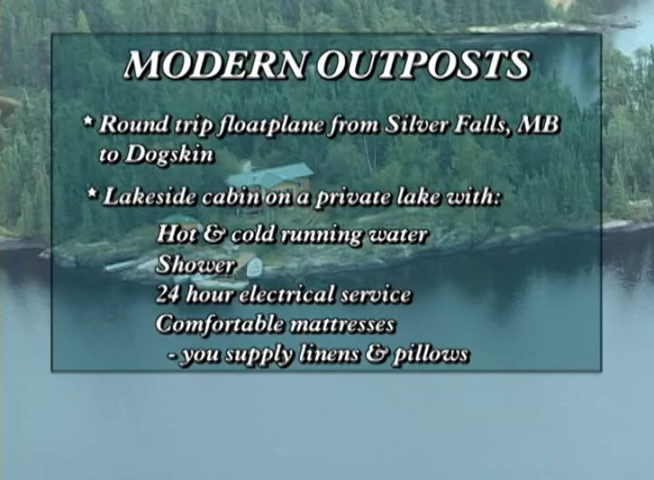 MODERN OUTPOSTS
* Round trip floatplane from Silver Falls, MB
to Dogskin
* Lakeside cabin on a private lake with:
Hot & cold running water
Shower
24 hour electrical service
Comfortable mattresses
- you supply linens & pillows